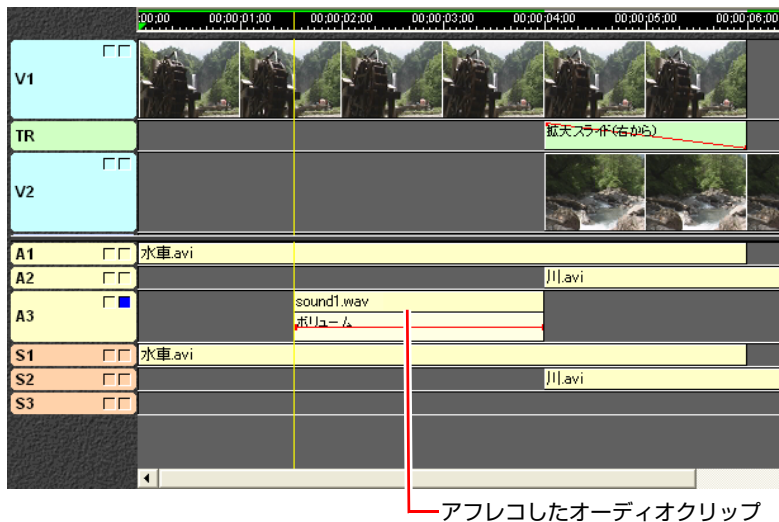 :00;00 00;00;01;00 00;00;02;00 00;00;03;00 00;00;04;00 00;00;05;00 00;00;06;00
V1
TR 拡大スライド(右から)
V2
A1 水車.avi
A2 川.avi
A3 sound1.wav
ボリューム
S1 水車.avi
S2 川.avi
S3
アフレコしたオーディオクリップ